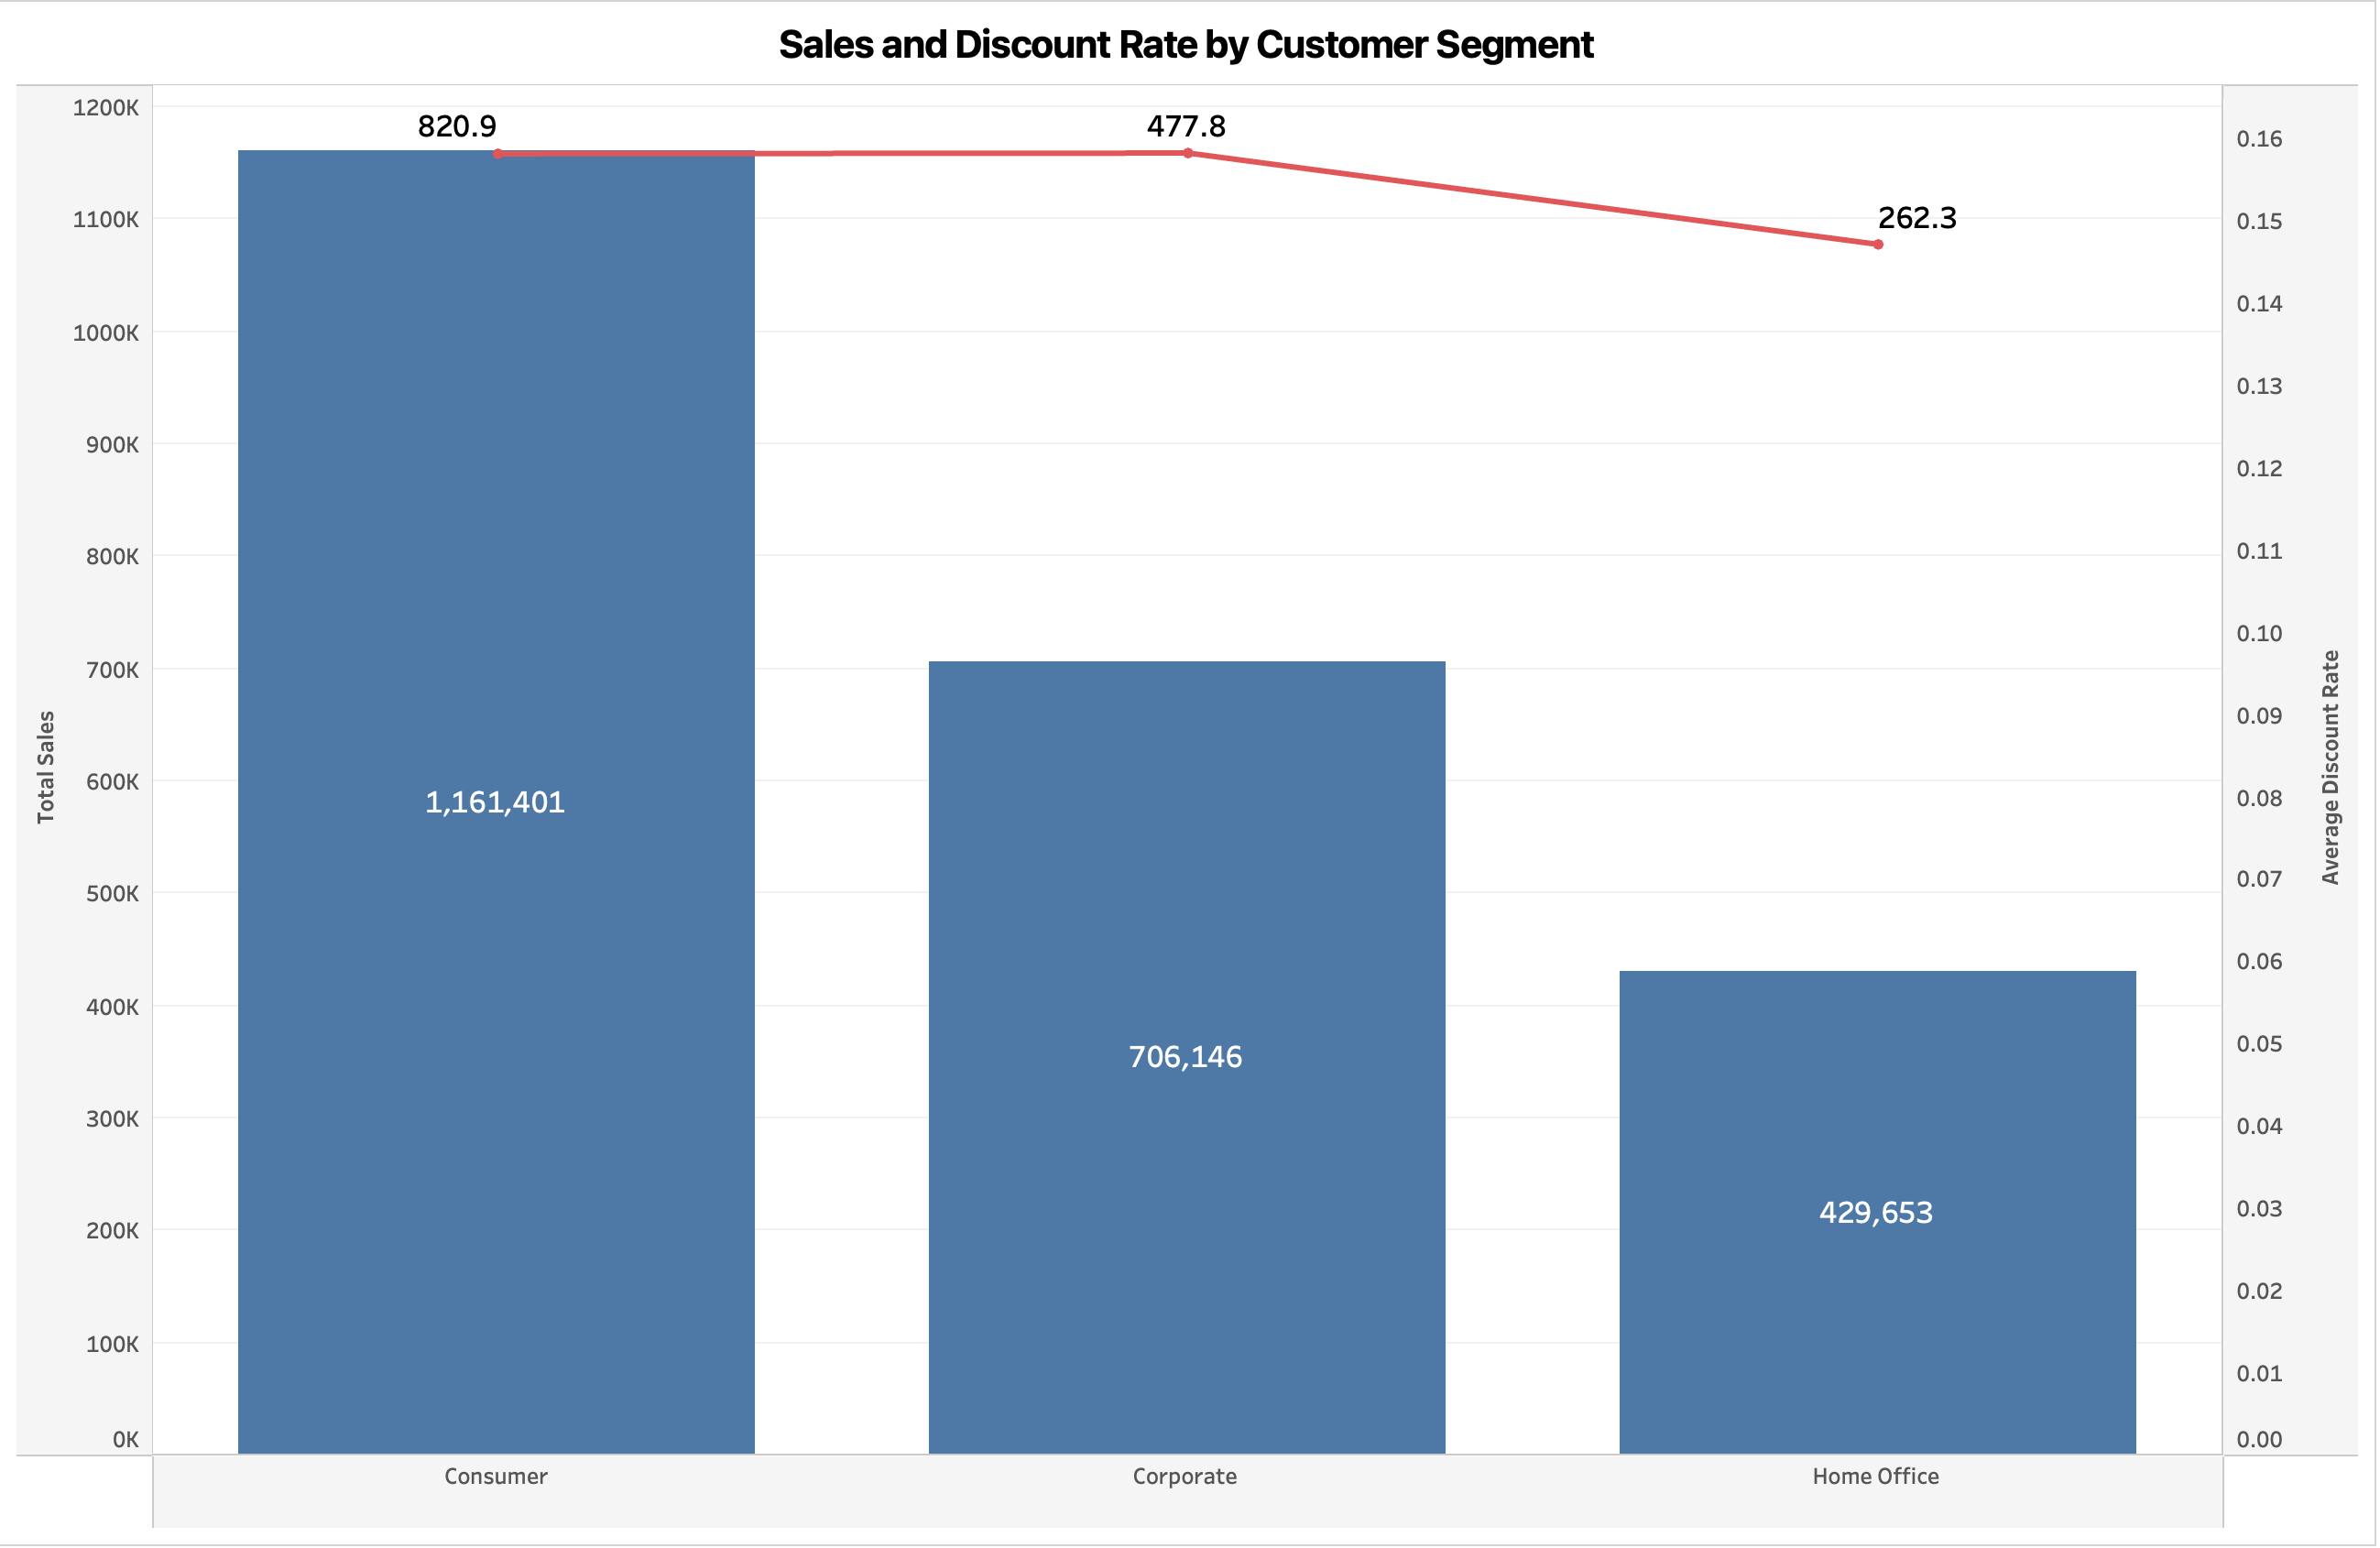 Sales and Discount Rate by Customer Segment
1200K
1100K
1000K
900K
800K
700K
600K
500K
400K
300K
200K
100K
0K
Total Sales
820.9
477.8
262.3
1,161,401
706,146
429,653
0.16
0.15
0.14
0.13
0.12
0.11
0.10
0.09
0.08
0.07
0.06
0.05
0.04
0.03
0.02
0.01
0.00
Average Discount Rate
Consumer
Corporate
Home Office